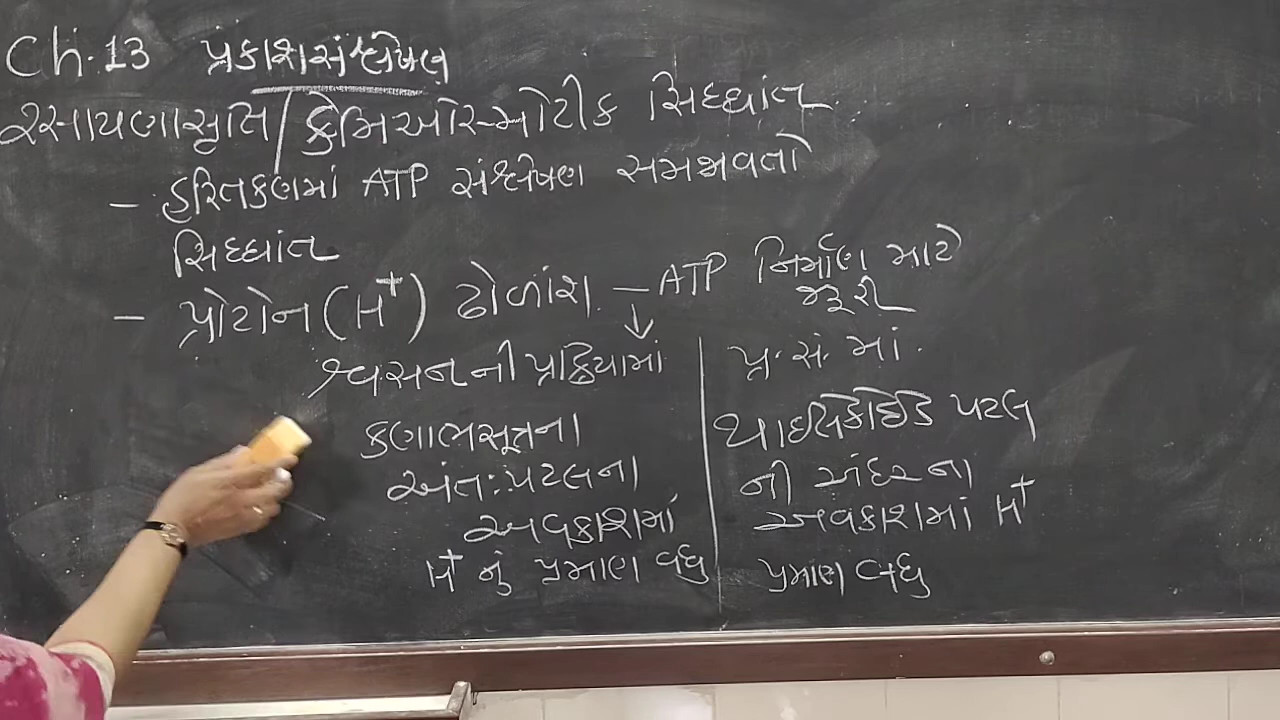 Ch.13 પ્રકાશસંશ્લેષણ
રસાયણાસૃતિ/કેમિઓસ્મોટીક સિદ્ધાંત
– હરિતકણમાં ATP સંશ્લેષણ સમજાવતો
સિદ્ધાંત
– પ્રોટોન(H⁺) ઢોળાંશ – ATP નિર્માણ માટે
જરૂરી
↓
શ્વસનની પ્રક્રિયામાં
કણાભસૂત્રના
અંતઃપટલના
અવકાશમાં
H⁺ નું પ્રમાણ વધુ
પ્ર.સં.માં.
થાઇલેકોઇડ પટલ
ની અંદરના
અવકાશમાં H⁺
પ્રમાણ વધુ